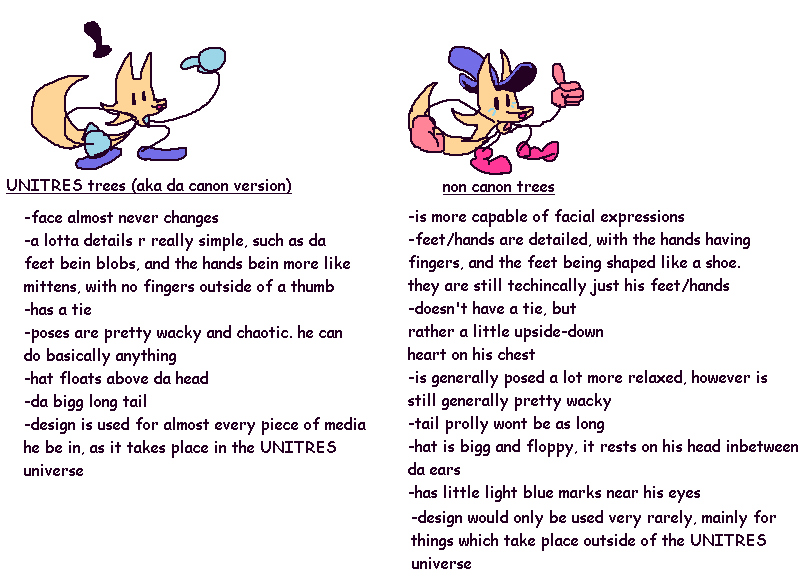 UNITRES trees (aka da canon version)
-face almost never changes
-a lotta details r really simple, such as da
feet bein blobs, and the hands bein more like
mittens, with no fingers outside of a thumb
-has a tie
-poses are pretty wacky and chaotic. he can
do basically anything
-hat floats above da head
-da bigg long tail
-design is used for almost every piece of media
he be in, as it takes place in the UNITRES
universe
non canon trees
-is more capable of facial expressions
-feet/hands are detailed, with the hands having
fingers, and the feet being shaped like a shoe.
they are still techincally just his feet/hands
-doesn't have a tie, but
rather a little upside-down
heart on his chest
-is generally posed a lot more relaxed, however is
still generally pretty wacky
-tail prolly wont be as long
-hat is bigg and floppy, it rests on his head inbetween
da ears
-has little light blue marks near his eyes
-design would only be used very rarely, mainly for
things which take place outside of the UNITRES
universe